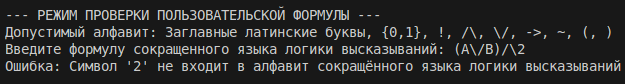 --- РЕЖИМ ПРОВЕРКИ ПОЛЬЗОВАТЕЛЬСКОЙ ФОРМУЛЫ ---
Допустимый алфавит: Заглавные латинские буквы, {0,1}, !, /\, \/, ->, ~, (, )
Введите формулу сокращенного языка логики высказываний: (A\/B)/\2
Ошибка: Символ '2' не входит в алфавит сокращённого языка логики высказываний